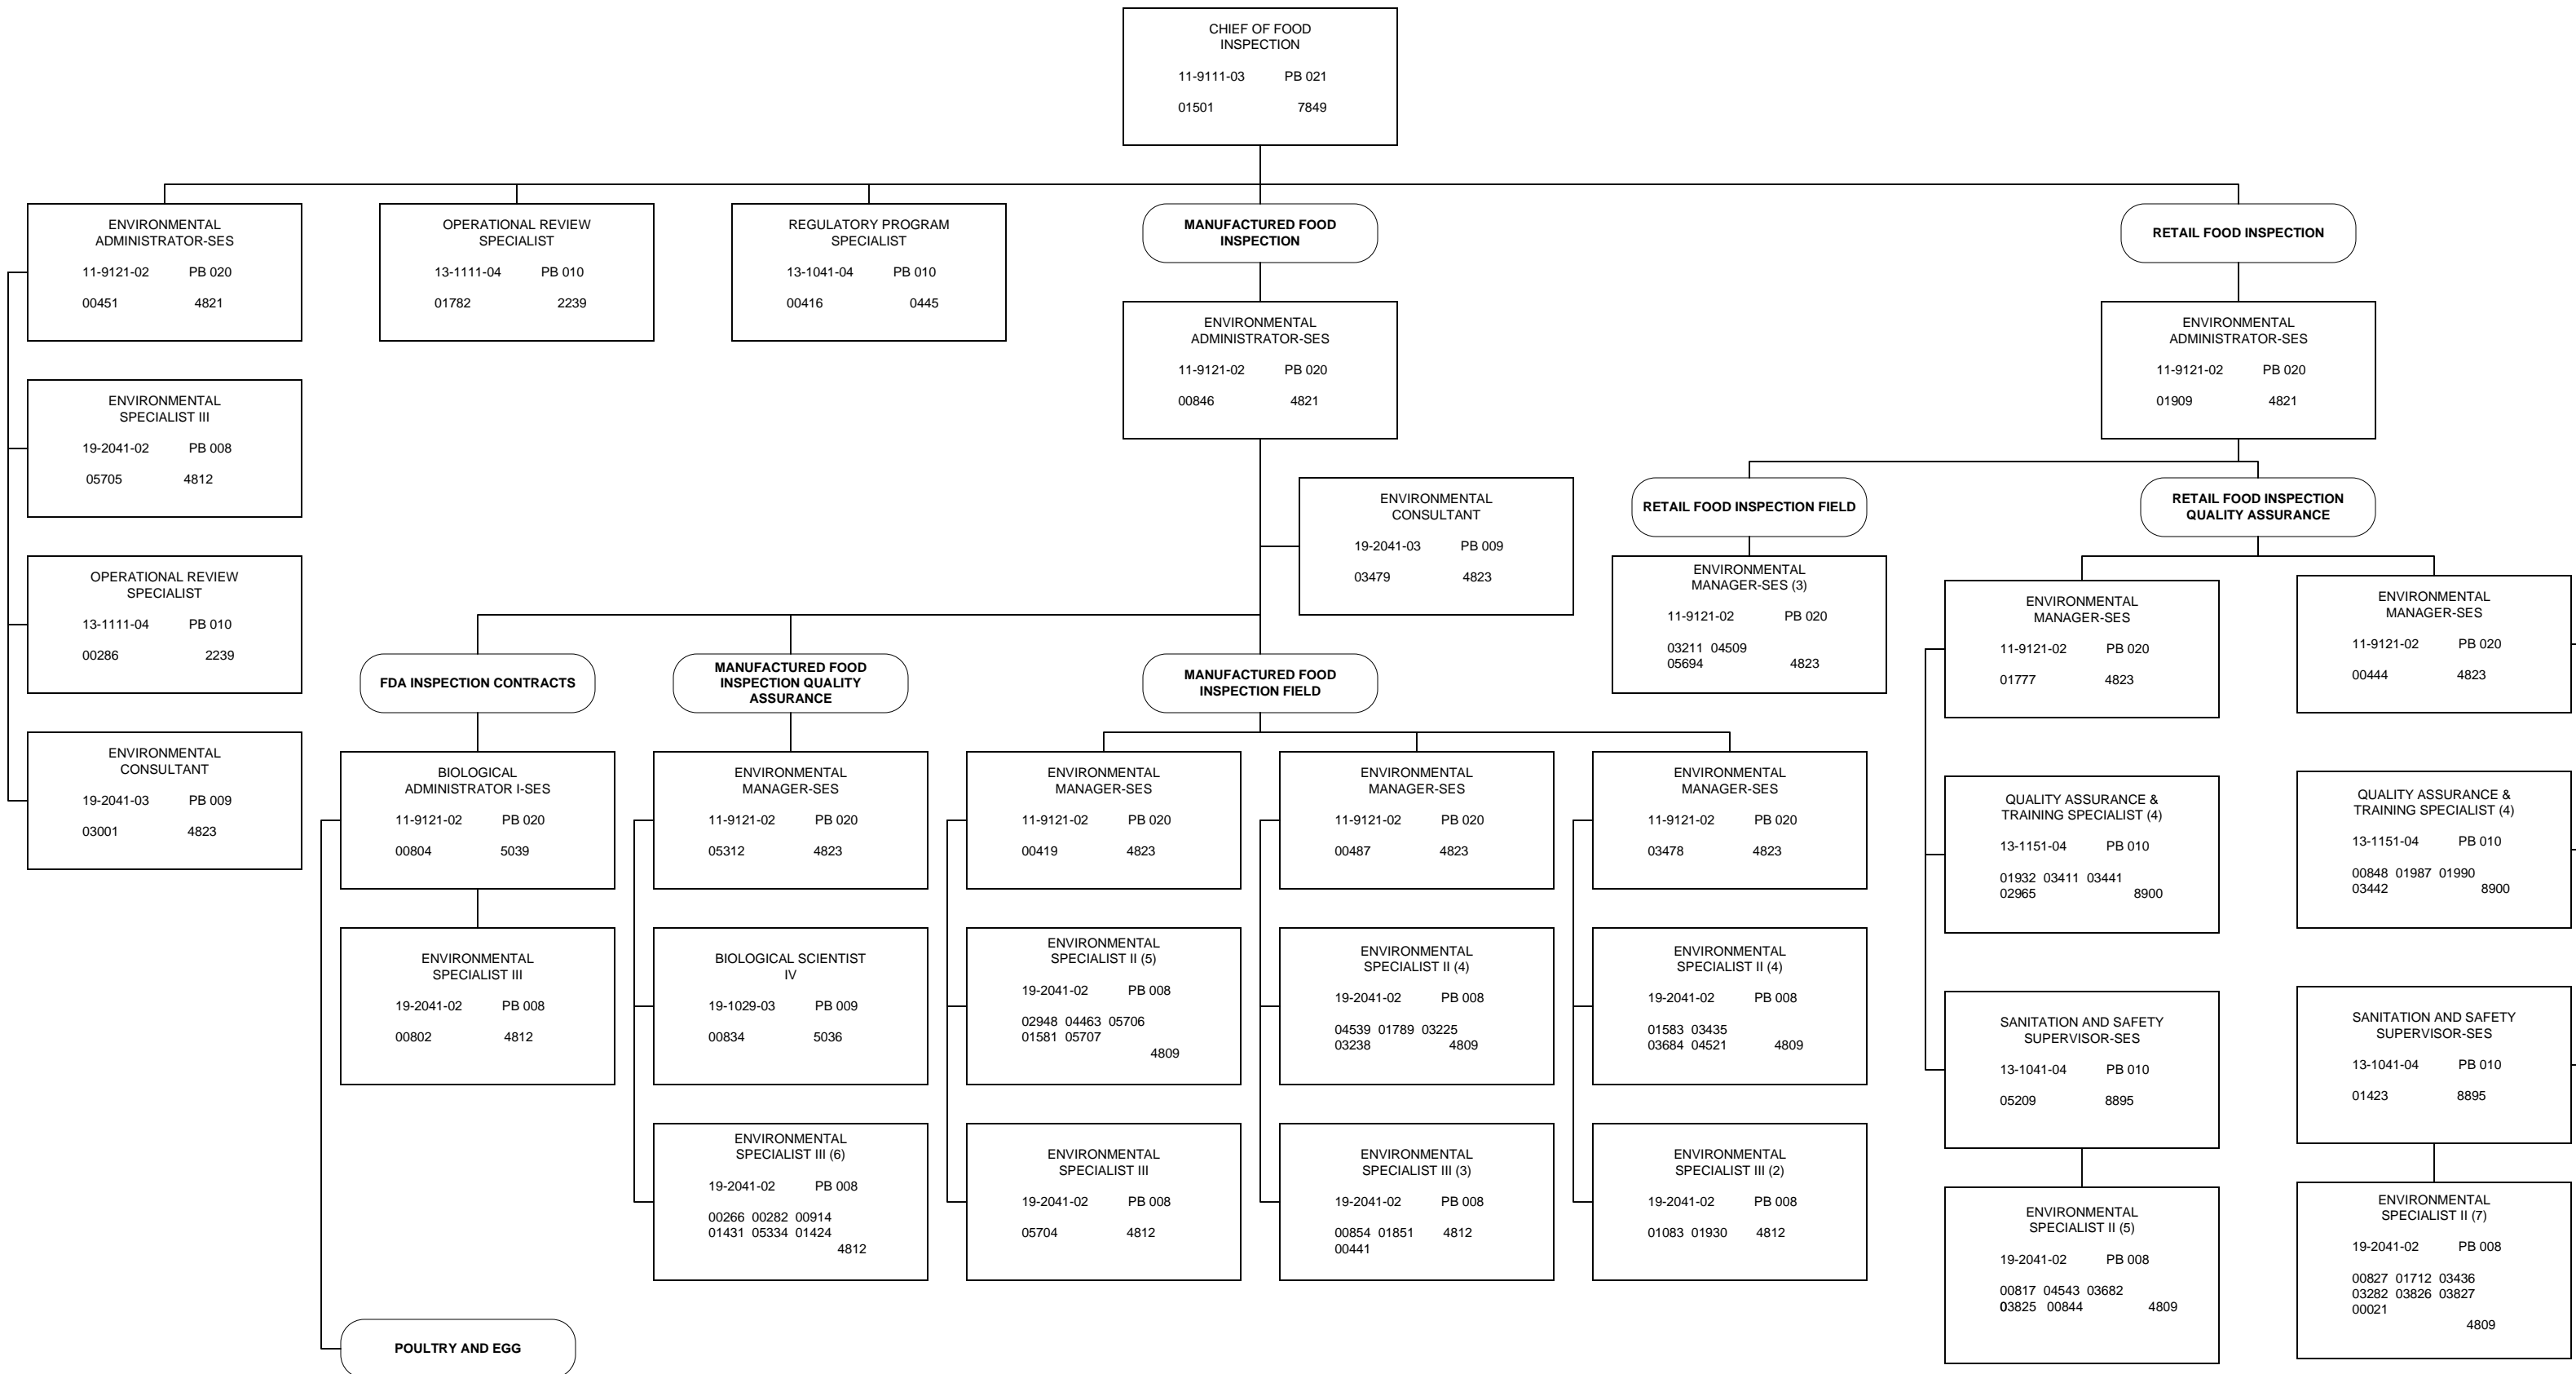 CHIEF OF FOOD
INSPECTION
11-9111-03 PB 021
01501 7849
ENVIRONMENTAL
ADMINISTRATOR-SES
11-9121-02 PB 020
00451 4821
OPERATIONAL REVIEW
SPECIALIST
13-1111-04 PB 010
01782 2239
REGULATORY PROGRAM
SPECIALIST
13-1041-04 PB 010
00416 0445
MANUFACTURED FOOD
INSPECTION
RETAIL FOOD INSPECTION
ENVIRONMENTAL
ADMINISTRATOR-SES
11-9121-02 PB 020
00846 4821
ENVIRONMENTAL
ADMINISTRATOR-SES
11-9121-02 PB 020
01909 4821
ENVIRONMENTAL
SPECIALIST III
19-2041-02 PB 008
05705 4812
OPERATIONAL REVIEW
SPECIALIST
13-1111-04 PB 010
00286 2239
ENVIRONMENTAL
CONSULTANT
19-2041-03 PB 009
03001 4823
ENVIRONMENTAL
CONSULTANT
19-2041-03 PB 009
03479 4823
RETAIL FOOD INSPECTION FIELD
RETAIL FOOD INSPECTION
QUALITY ASSURANCE
ENVIRONMENTAL
MANAGER-SES (3)
11-9121-02 PB 020
03211 04509
05694 4823
ENVIRONMENTAL
MANAGER-SES
11-9121-02 PB 020
01777 4823
ENVIRONMENTAL
MANAGER-SES
11-9121-02 PB 020
00444 4823
FDA INSPECTION CONTRACTS
MANUFACTURED FOOD
INSPECTION QUALITY
ASSURANCE
MANUFACTURED FOOD
INSPECTION FIELD
BIOLOGICAL
ADMINISTRATOR I-SES
11-9121-02 PB 020
00804 5039
ENVIRONMENTAL
MANAGER-SES
11-9121-02 PB 020
05312 4823
ENVIRONMENTAL
MANAGER-SES
11-9121-02 PB 020
00419 4823
ENVIRONMENTAL
MANAGER-SES
11-9121-02 PB 020
00487 4823
ENVIRONMENTAL
MANAGER-SES
11-9121-02 PB 020
03478 4823
QUALITY ASSURANCE &
TRAINING SPECIALIST (4)
13-1151-04 PB 010
01932 03411 03441
02965 8900
QUALITY ASSURANCE &
TRAINING SPECIALIST (4)
13-1151-04 PB 010
00848 01987 01990
03442 8900
ENVIRONMENTAL
SPECIALIST III
19-2041-02 PB 008
00802 4812
BIOLOGICAL SCIENTIST
IV
19-1029-03 PB 009
00834 5036
ENVIRONMENTAL
SPECIALIST II (5)
19-2041-02 PB 008
02948 04463 05706
01581 05707
4809
ENVIRONMENTAL
SPECIALIST II (4)
19-2041-02 PB 008
04539 01789 03225
03238 4809
ENVIRONMENTAL
SPECIALIST II (4)
19-2041-02 PB 008
01583 03435
03684 04521 4809
SANITATION AND SAFETY
SUPERVISOR-SES
13-1041-04 PB 010
05209 8895
SANITATION AND SAFETY
SUPERVISOR-SES
13-1041-04 PB 010
01423 8895
ENVIRONMENTAL
SPECIALIST III (6)
19-2041-02 PB 008
00266 00282 00914
01431 05334 01424
4812
ENVIRONMENTAL
SPECIALIST III
19-2041-02 PB 008
05704 4812
ENVIRONMENTAL
SPECIALIST III (3)
19-2041-02 PB 008
00854 01851 4812
00441
ENVIRONMENTAL
SPECIALIST III (2)
19-2041-02 PB 008
01083 01930 4812
ENVIRONMENTAL
SPECIALIST II (5)
19-2041-02 PB 008
00817 04543 03682
03825 00844 4809
ENVIRONMENTAL
SPECIALIST II (7)
19-2041-02 PB 008
00827 01712 03436
03282 03826 03827
00021
4809
POULTRY AND EGG